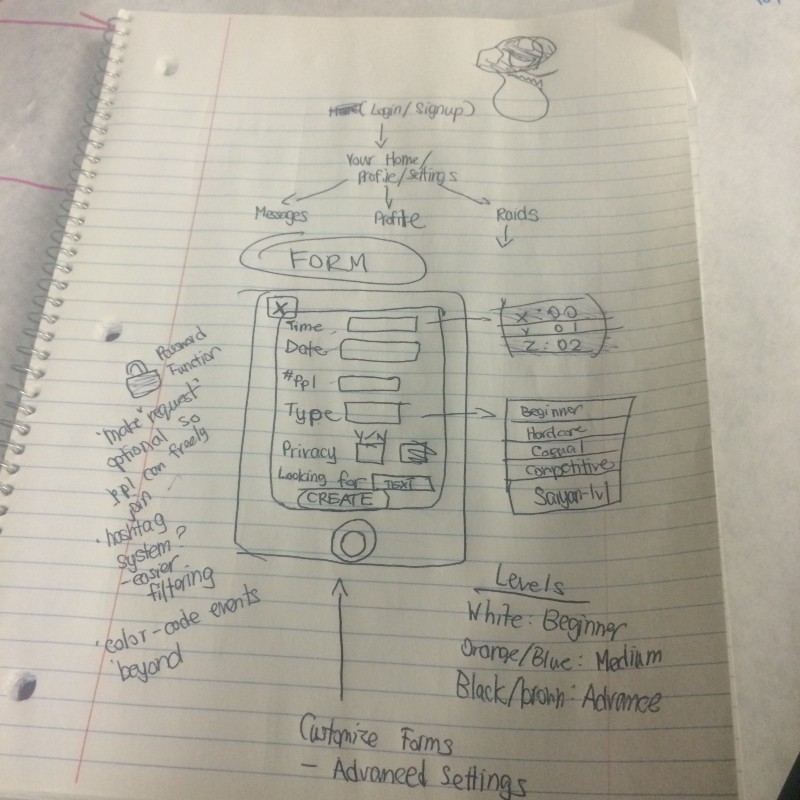 (Login/Signup)
Your Home/
Profile/Settings
Messages
Profile
Raids
FORM
X
Time
Date
#Ppl
Type
Y/N
Privacy
Looking for TEXT
CREATE
X : 00
Y 01
Z : 02
Beginner
Hardcore
Casual
Competitive
Saiyan-lvl
Password
Function
"make "request"
optional so
ppl can freely
join
• hashtag
system?
- easier
filtering
• color-code events
beyond
Levels
White: Beginner
Orange/Blue: Medium
Black/brown: Advance
Customize Forms
- Advanced Settings